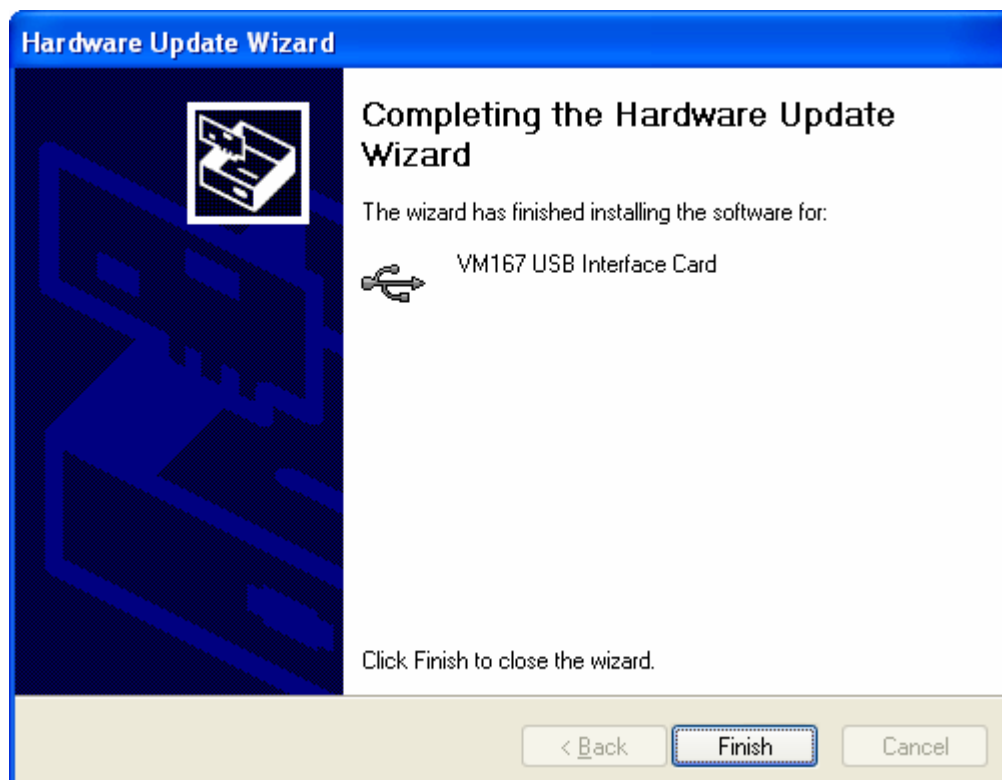 Hardware Update Wizard
Completing the Hardware Update
Wizard
The wizard has finished installing the software for:
VM167 USB Interface Card
Click Finish to close the wizard.
< Back
Finish
Cancel